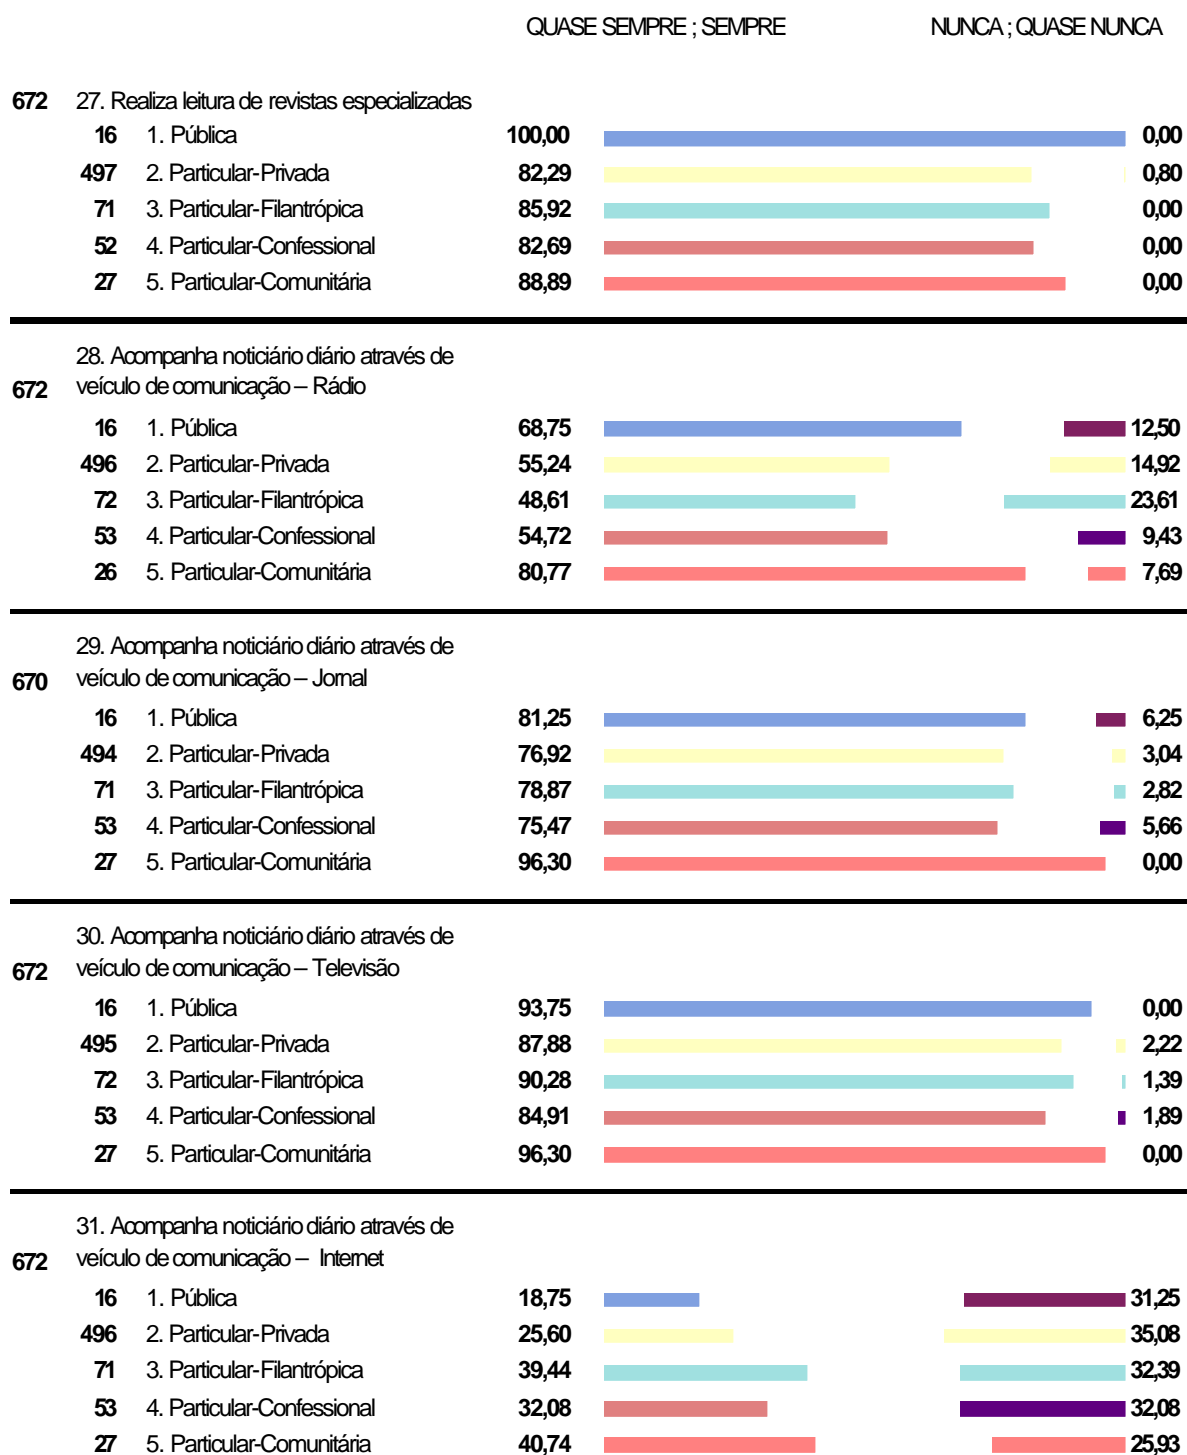 QUASE SEMPRE ; SEMPRE NUNCA ; QUASE NUNCA
672 27. Realiza leitura de revistas especializadas
16 1. Pública 100,00 0,00
497 2. Particular-Privada 82,29 0,80
71 3. Particular-Filantrópica 85,92 0,00
52 4. Particular-Confessional 82,69 0,00
27 5. Particular-Comunitária 88,89 0,00
28. Acompanha noticiário diário através de
672 veículo de comunicação – Rádio
16 1. Pública 68,75 12,50
496 2. Particular-Privada 55,24 14,92
72 3. Particular-Filantrópica 48,61 23,61
53 4. Particular-Confessional 54,72 9,43
26 5. Particular-Comunitária 80,77 7,69
29. Acompanha noticiário diário através de
670 veículo de comunicação – Jornal
16 1. Pública 81,25 6,25
494 2. Particular-Privada 76,92 3,04
71 3. Particular-Filantrópica 78,87 2,82
53 4. Particular-Confessional 75,47 5,66
27 5. Particular-Comunitária 96,30 0,00
30. Acompanha noticiário diário através de
672 veículo de comunicação – Televisão
16 1. Pública 93,75 0,00
495 2. Particular-Privada 87,88 2,22
72 3. Particular-Filantrópica 90,28 1,39
53 4. Particular-Confessional 84,91 1,89
27 5. Particular-Comunitária 96,30 0,00
31. Acompanha noticiário diário através de
672 veículo de comunicação – Internet
16 1. Pública 18,75 31,25
496 2. Particular-Privada 25,60 35,08
71 3. Particular-Filantrópica 39,44 32,39
53 4. Particular-Confessional 32,08 32,08
27 5. Particular-Comunitária 40,74 25,93